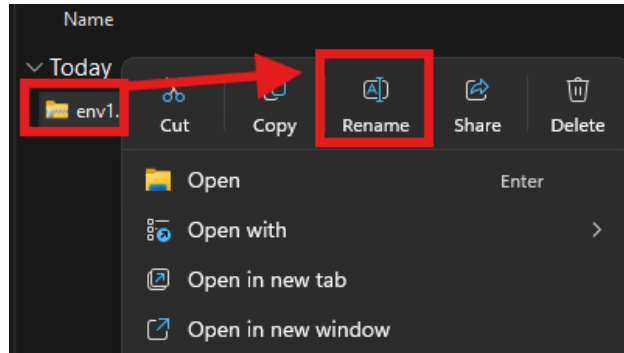 Name
Today
env1.
Cut Copy Rename Share Delete
Open Enter
Open with
Open in new tab
Open in new window